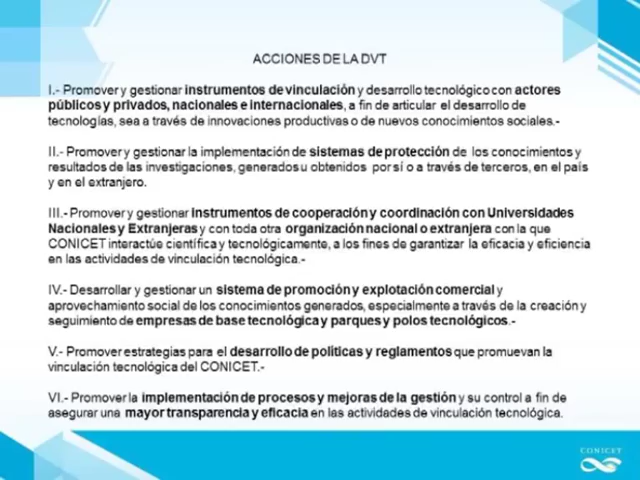 ACCIONES DE LA DVT
I.- Promover y gestionar instrumentos de vinculación y desarrollo tecnológico con actores
públicos y privados, nacionales e internacionales, a fin de articular el desarrollo de
tecnologías, sea a través de innovaciones productivas o de nuevos conocimientos sociales.-
II.- Promover y gestionar la implementación de sistemas de protección de los conocimientos y
resultados de las investigaciones, generados u obtenidos por sí o a través de terceros, en el país
y en el extranjero.
III.- Promover y gestionar instrumentos de cooperación y coordinación con Universidades
Nacionales y Extranjeras y con toda otra organización nacional o extranjera con la que
CONICET interactúe científica y tecnológicamente, a los fines de garantizar la eficacia y eficiencia
en las actividades de vinculación tecnológica.-
IV.- Desarrollar y gestionar un sistema de promoción y explotación comercial y
aprovechamiento social de los conocimientos generados, especialmente a través de la creación y
seguimiento de empresas de base tecnológica y parques y polos tecnológicos.-
V.- Promover estrategias para el desarrollo de políticas y reglamentos que promuevan la
vinculación tecnológica del CONICET.-
VI.- Promover la implementación de procesos y mejoras de la gestión y su control a fin de
asegurar una mayor transparencia y eficacia en las actividades de vinculación tecnológica.
CONICET